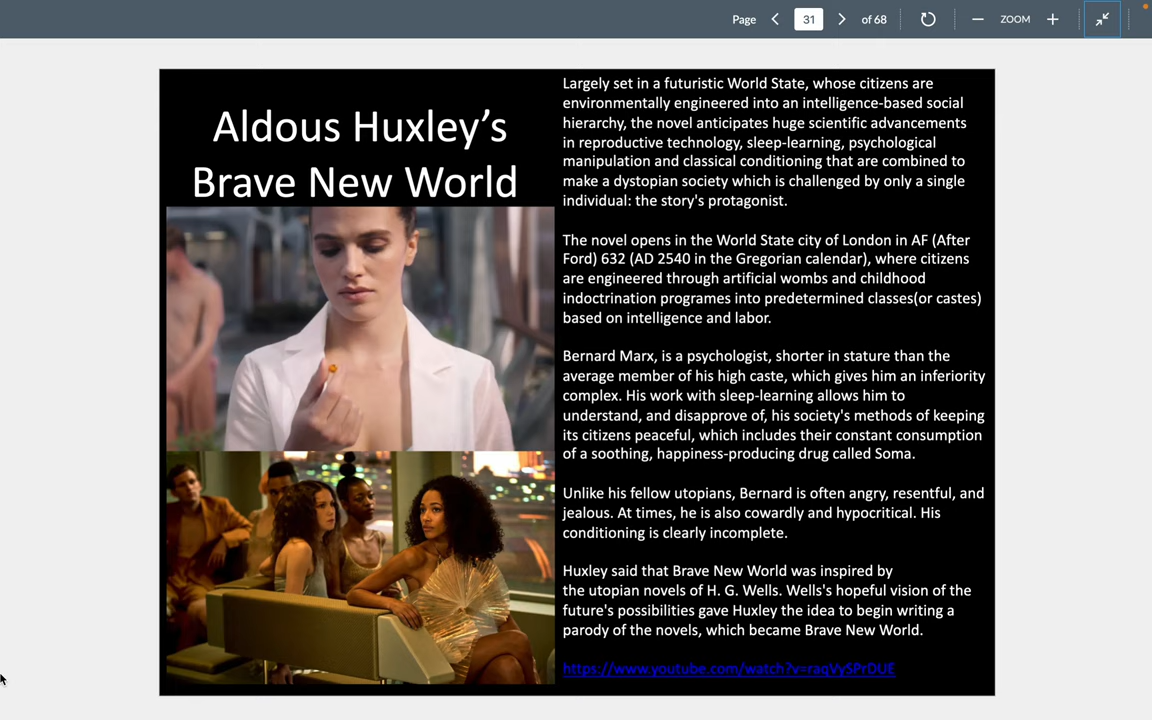 Page 31 of 68 ZOOM
Aldous Huxley’s
Brave New World
Largely set in a futuristic World State, whose citizens are
environmentally engineered into an intelligence-based social
hierarchy, the novel anticipates huge scientific advancements
in reproductive technology, sleep-learning, psychological
manipulation and classical conditioning that are combined to
make a dystopian society which is challenged by only a single
individual: the story's protagonist.
The novel opens in the World State city of London in AF (After
Ford) 632 (AD 2540 in the Gregorian calendar), where citizens
are engineered through artificial wombs and childhood
indoctrination programes into predetermined classes(or castes)
based on intelligence and labor.
Bernard Marx, is a psychologist, shorter in stature than the
average member of his high caste, which gives him an inferiority
complex. His work with sleep-learning allows him to
understand, and disapprove of, his society's methods of keeping
its citizens peaceful, which includes their constant consumption
of a soothing, happiness-producing drug called Soma.
Unlike his fellow utopians, Bernard is often angry, resentful, and
jealous. At times, he is also cowardly and hypocritical. His
conditioning is clearly incomplete.
Huxley said that Brave New World was inspired by
the utopian novels of H. G. Wells. Wells's hopeful vision of the
future's possibilities gave Huxley the idea to begin writing a
parody of the novels, which became Brave New World.
https://www.youtube.com/watch?v=raqVySPrDUE